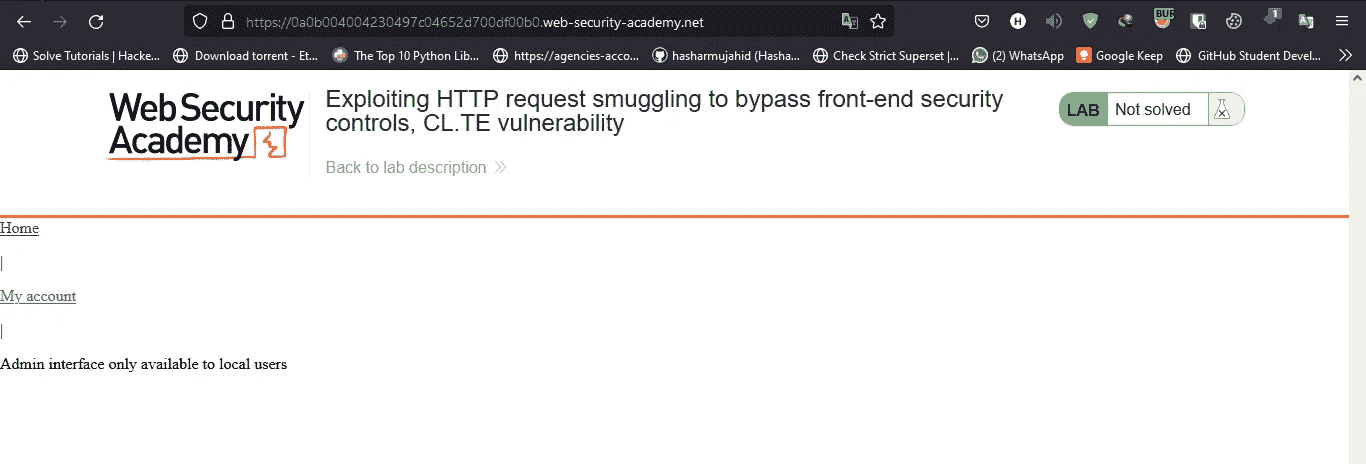 https://0a0b004004230497c04652d700df00b0.web-security-academy.net
H
BUF
1
Solve Tutorials | Hacke...
Download torrent - Et...
The Top 10 Python Lib...
https://agencies-acco...
hasharmujahid (Hasha...
Check Strict Superset |...
(2) WhatsApp
Google Keep
GitHub Student Devel...
Web Security
Academy
Exploiting HTTP request smuggling to bypass front-end security
controls, CL.TE vulnerability
LAB Not solved
Back to lab description
Home
|
My account
|
Admin interface only available to local users